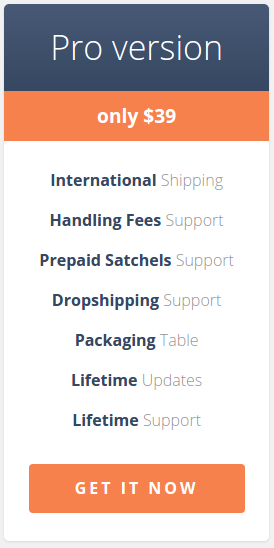 Pro version
only $39
International Shipping
Handling Fees Support
Prepaid Satchels Support
Dropshipping Support
Packaging Table
Lifetime Updates
Lifetime Support
GET IT NOW